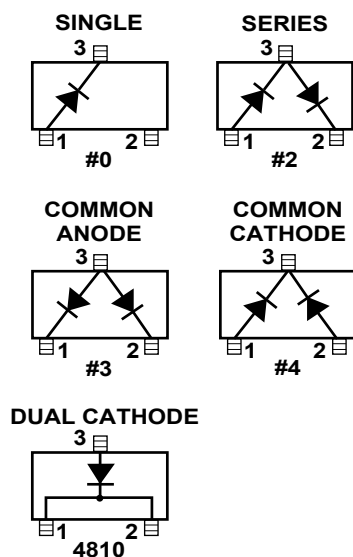 SINGLE
3
1 2
#0
SERIES
3
1 2
#2
COMMON
ANODE
3
1 2
#3
COMMON
CATHODE
3
1 2
#4
DUAL CATHODE
3
1 2
4810